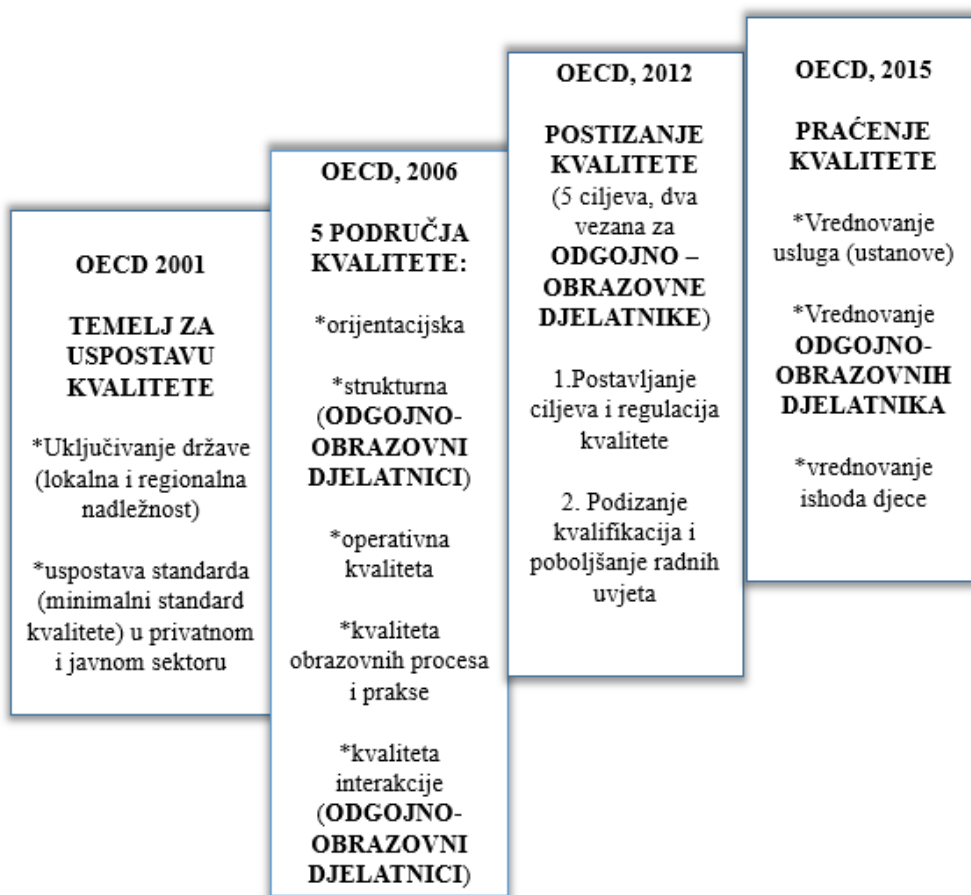 OECD 2001
TEMELJ ZA
USPOSTAVU
KVALITETE
*Uključivanje države
(lokalna i regionalna
nadležnost)
*uspostava standarda
(minimalni standard
kvalitete) u privatnom
i javnom sektoru
OECD, 2006
5 PODRUČJA
KVALITETE:
*orijentacijska
*strukturna
(ODGOJNO-
OBRAZOVNI
DJELATNICI)
*operativna
kvaliteta
*kvaliteta
obrazovnih procesa
i prakse
*kvaliteta
interakcije
(ODGOJNO-
OBRAZOVNI
DJELATNICI)
OECD, 2012
POSTIZANJE
KVALITETE
(5 ciljeva, dva
vezana za
ODGOJNO –
OBRAZOVNE
DJELATNIKE)
1.Postavljanje
ciljeva i regulacija
kvalitete
2. Podizanje
kvalifikacija i
poboljšanje radnih
uvjeta
OECD, 2015
PRAĆENJE
KVALITETE
*Vrednovanje
usluga (ustanove)
*Vrednovanje
ODGOJNO-
OBRAZOVNIH
DJELATNIKA
*vrednovanje
ishoda djece